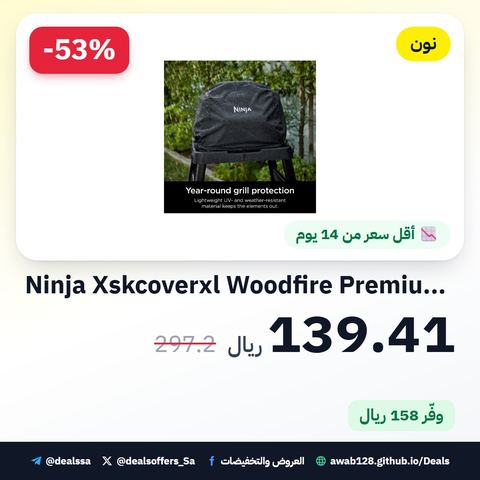 -53%
نون
NINJA
Year-round grill protection
Lightweight UV- and weather-resistant
material keeps the elements out.
أقل سعر من 14 يوم
Ninja Xskcoverxl Woodfire Premiu...
139.41 ريال 297.2
وفّر 158 ريال
@dealssa @dealsoffers_Sa العروض والتخفيضات awab128.github.io/Deals